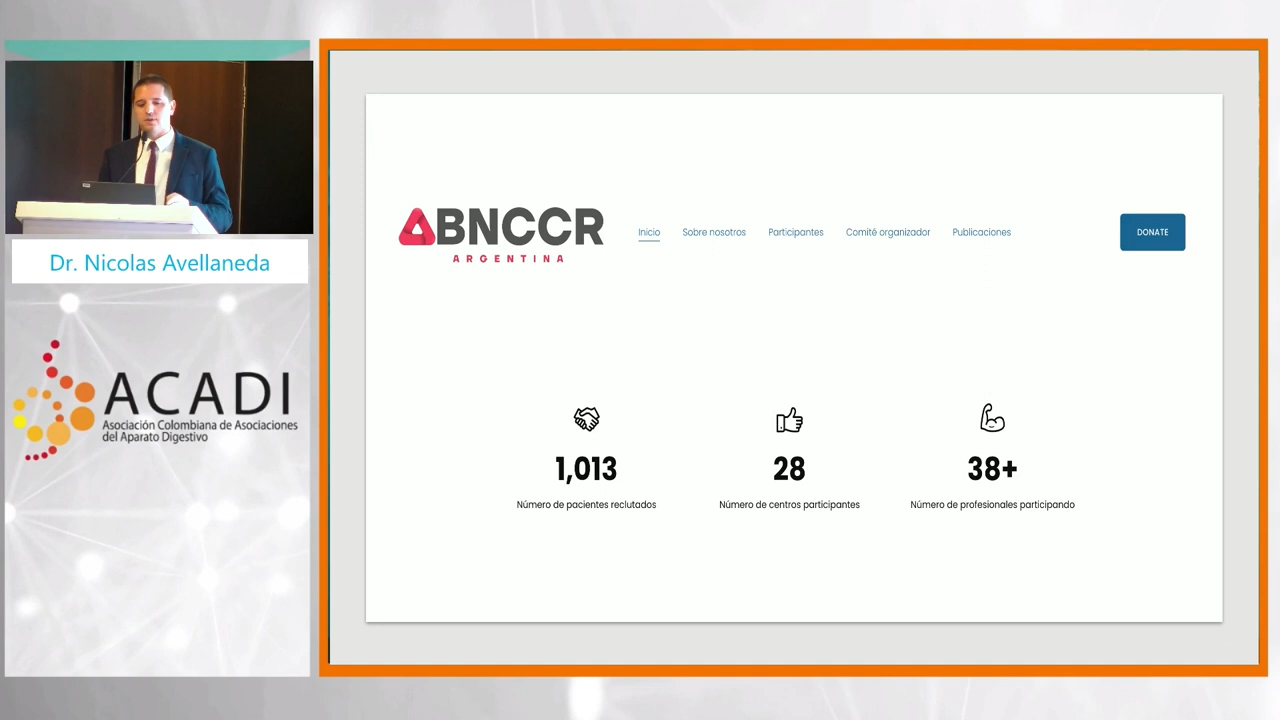 Dr. Nicolas Avellaneda
ACADI
Asociación Colombiana de Asociaciones
del Aparato Digestivo
ABNCCR
ARGENTINA
Inicio
Sobre nosotros
Participantes
Comité organizador
Publicaciones
DONATE
1,013
Número de pacientes reclutados
28
Número de centros participantes
38+
Número de profesionales participando